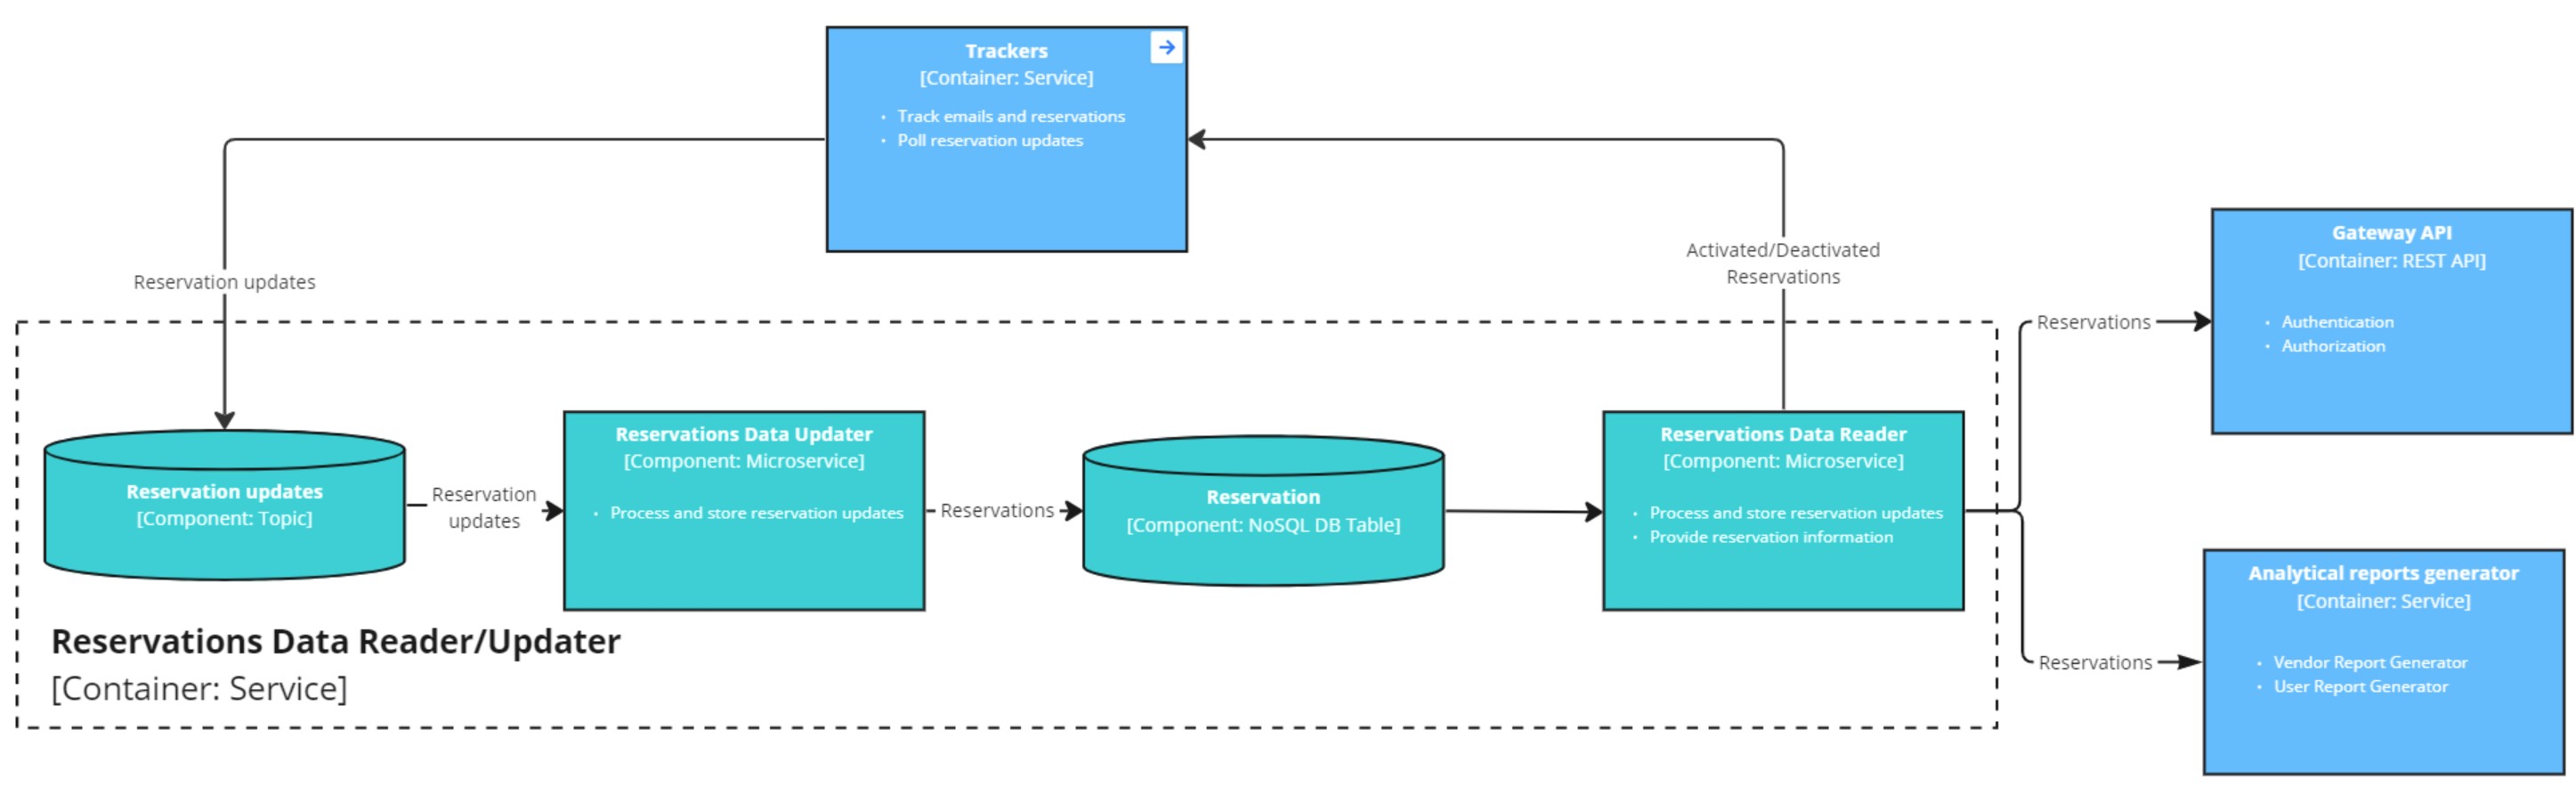 Trackers
[Container: Service]
• Track emails and reservations
• Poll reservation updates
Reservation updates
Activated/Deactivated
Reservations
Gateway API
[Container: REST API]
• Authentication
• Authorization
Reservations
Reservation updates
[Component: Topic]
Reservation
updates
Reservations Data Updater
[Component: Microservice]
• Process and store reservation updates
Reservations
Reservation
[Component: NoSQL DB Table]
Reservations Data Reader
[Component: Microservice]
• Process and store reservation updates
• Provide reservation information
Reservations
Analytical reports generator
[Container: Service]
• Vendor Report Generator
• User Report Generator
Reservations Data Reader/Updater
[Container: Service]